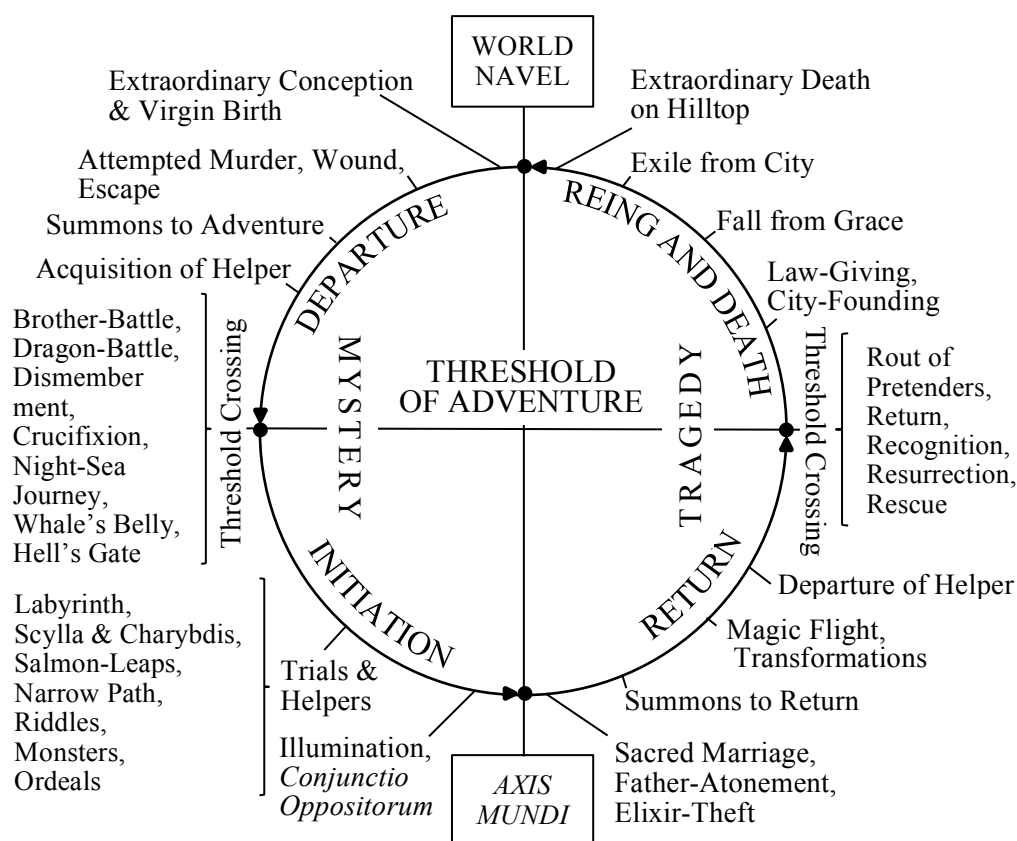 WORLD
NAVEL
Extraordinary Conception
& Virgin Birth
Extraordinary Death
on Hilltop
Attempted Murder, Wound,
Escape
Exile from City
Summons to Adventure
Fall from Grace
Acquisition of Helper
Law-Giving,
City-Founding
DEPARTURE
REING AND DEATH
Brother-Battle,
Dragon-Battle,
Dismember
ment,
Crucifixion,
Night-Sea
Journey,
Whale's Belly,
Hell's Gate
Threshold Crossing
MYSTERY
THRESHOLD
OF ADVENTURE
TRAGEDY
Threshold Crossing
Rout of
Pretenders,
Return,
Recognition,
Resurrection,
Rescue
INITIATION
RETURN
Departure of Helper
Labyrinth,
Scylla & Charybdis,
Salmon-Leaps,
Narrow Path,
Riddles,
Monsters,
Ordeals
Trials &
Helpers
Magic Flight,
Transformations
Summons to Return
Illumination,
Conjunctio
Oppositorum
AXIS
MUNDI
Sacred Marriage,
Father-Atonement,
Elixir-Theft